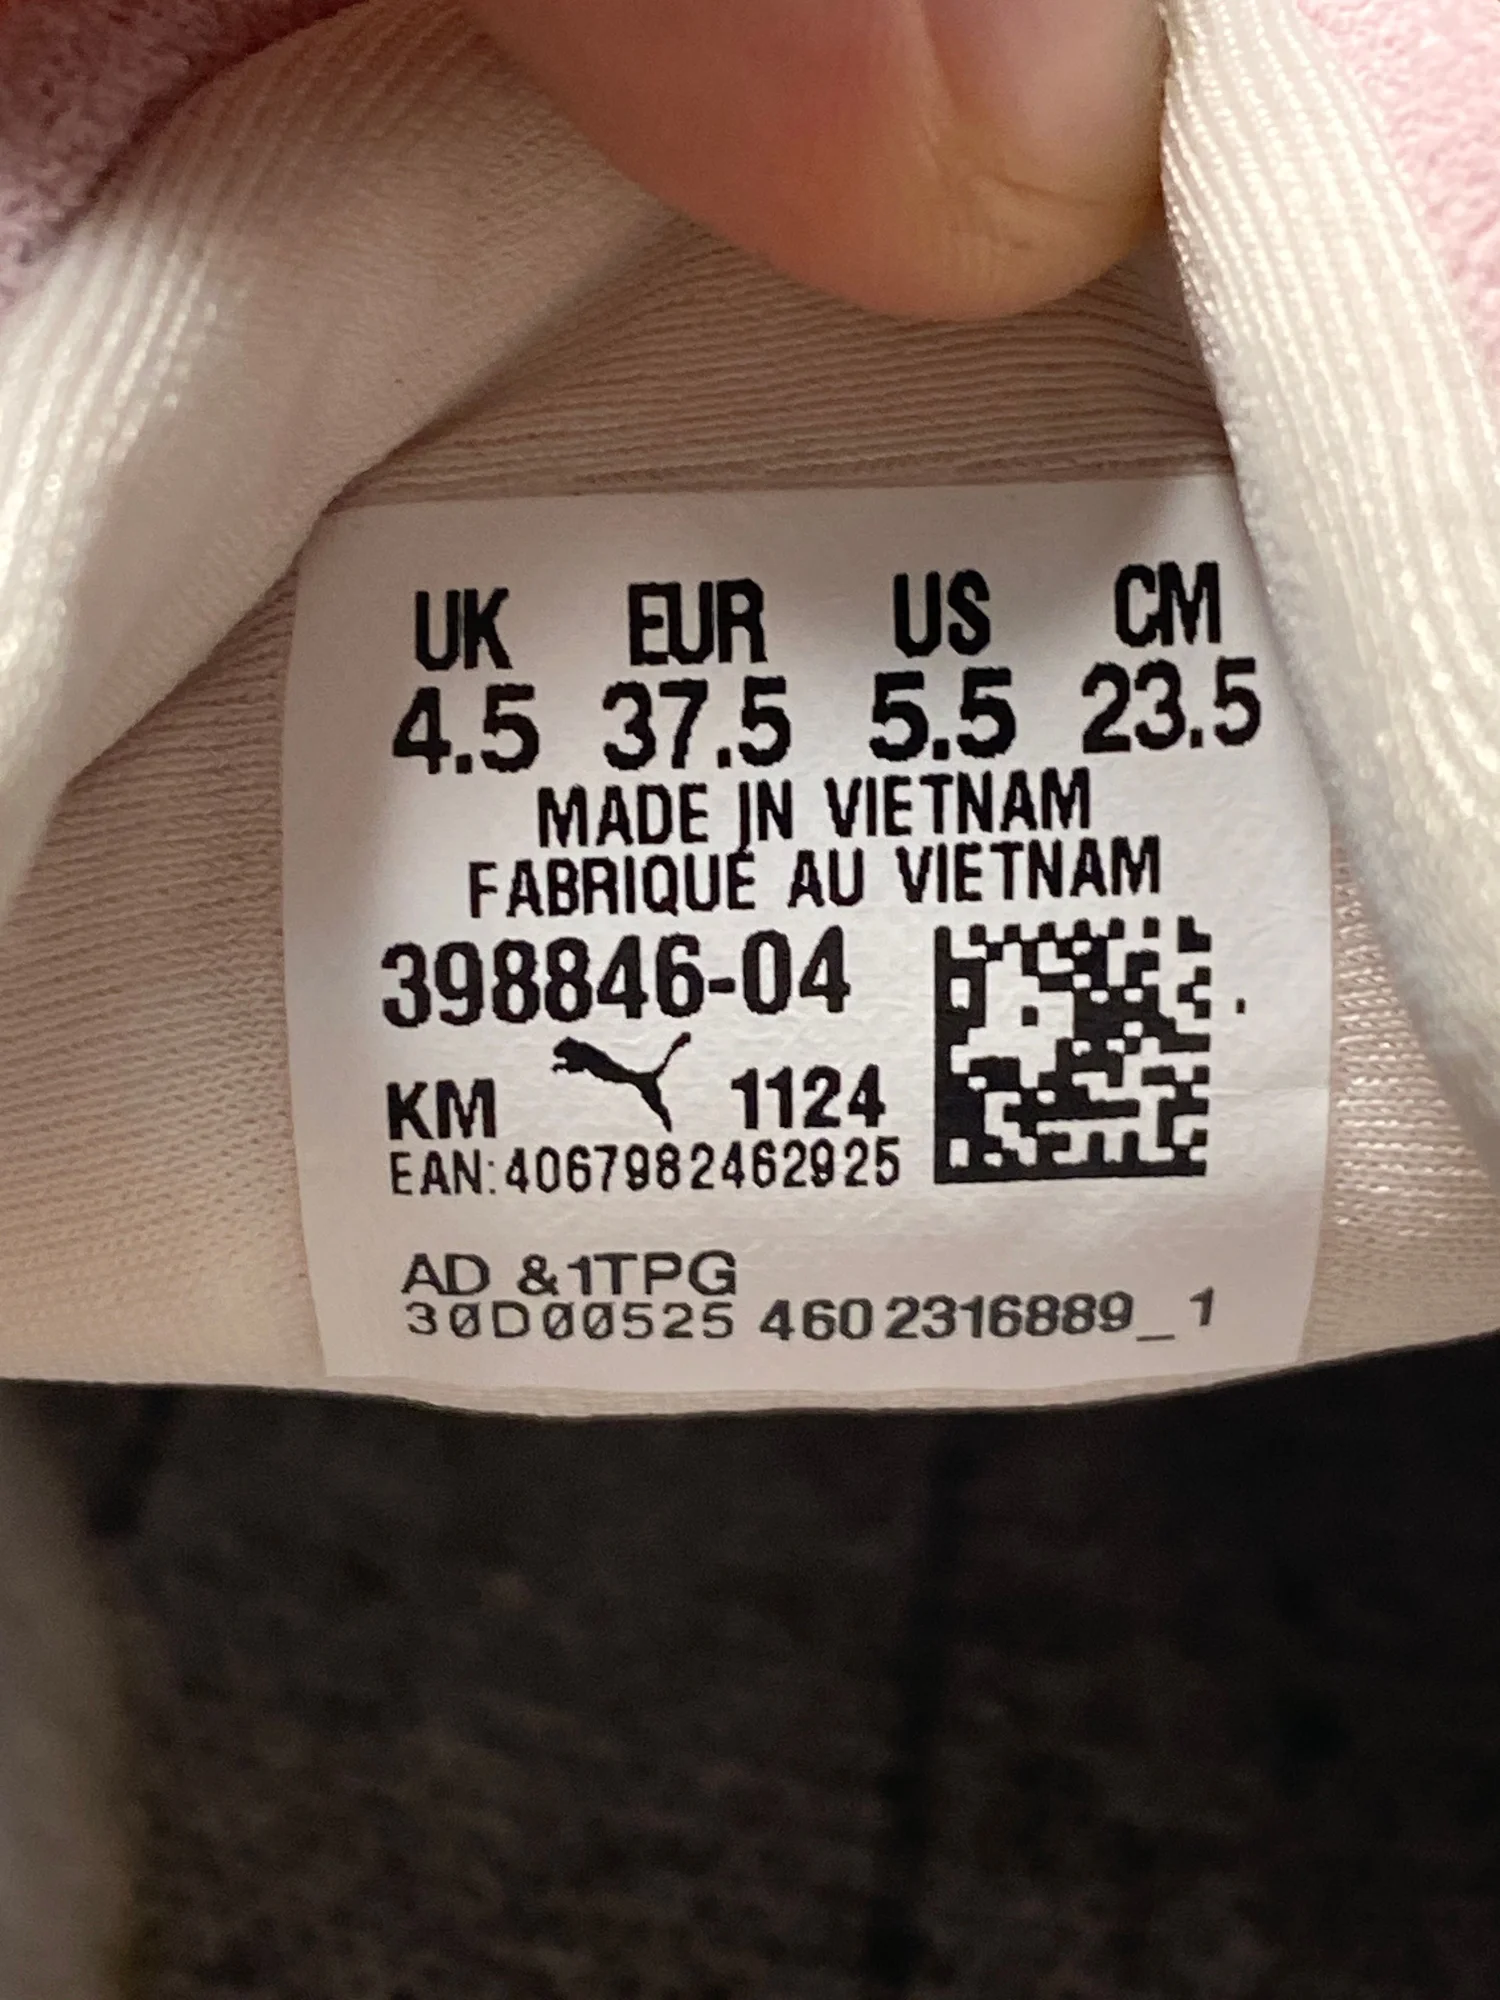 UK EUR US CM
4.5 37.5 5.5 23.5
MADE IN VIETNAM
FABRIQUÉ AU VIETNAM
398846-04
KM 1124
EAN:4067982462925
AD &1TPG
30D00525 4602316889_1